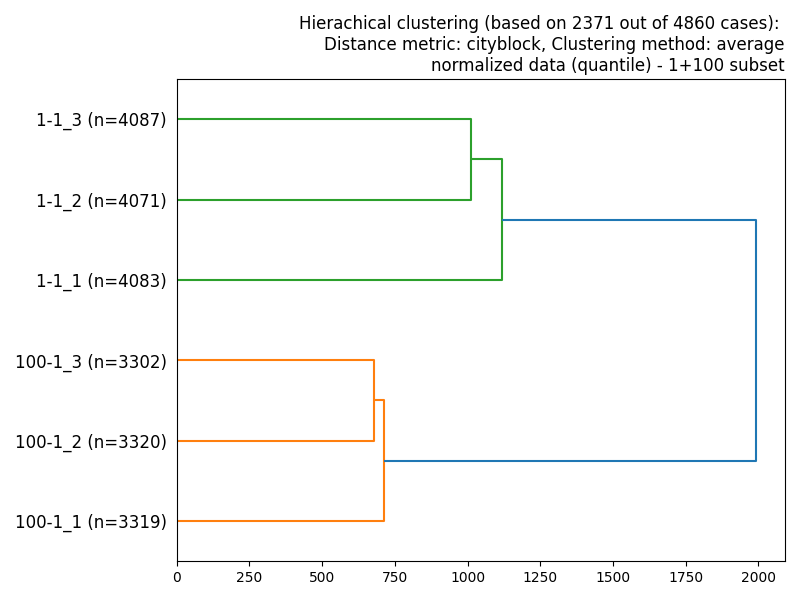 Hierachical clustering (based on 2371 out of 4860 cases):
Distance metric: cityblock, Clustering method: average
normalized data (quantile) - 1+100 subset
1-1_3 (n=4087)
1-1_2 (n=4071)
1-1_1 (n=4083)
100-1_3 (n=3302)
100-1_2 (n=3320)
100-1_1 (n=3319)
0 250 500 750 1000 1250 1500 1750 2000